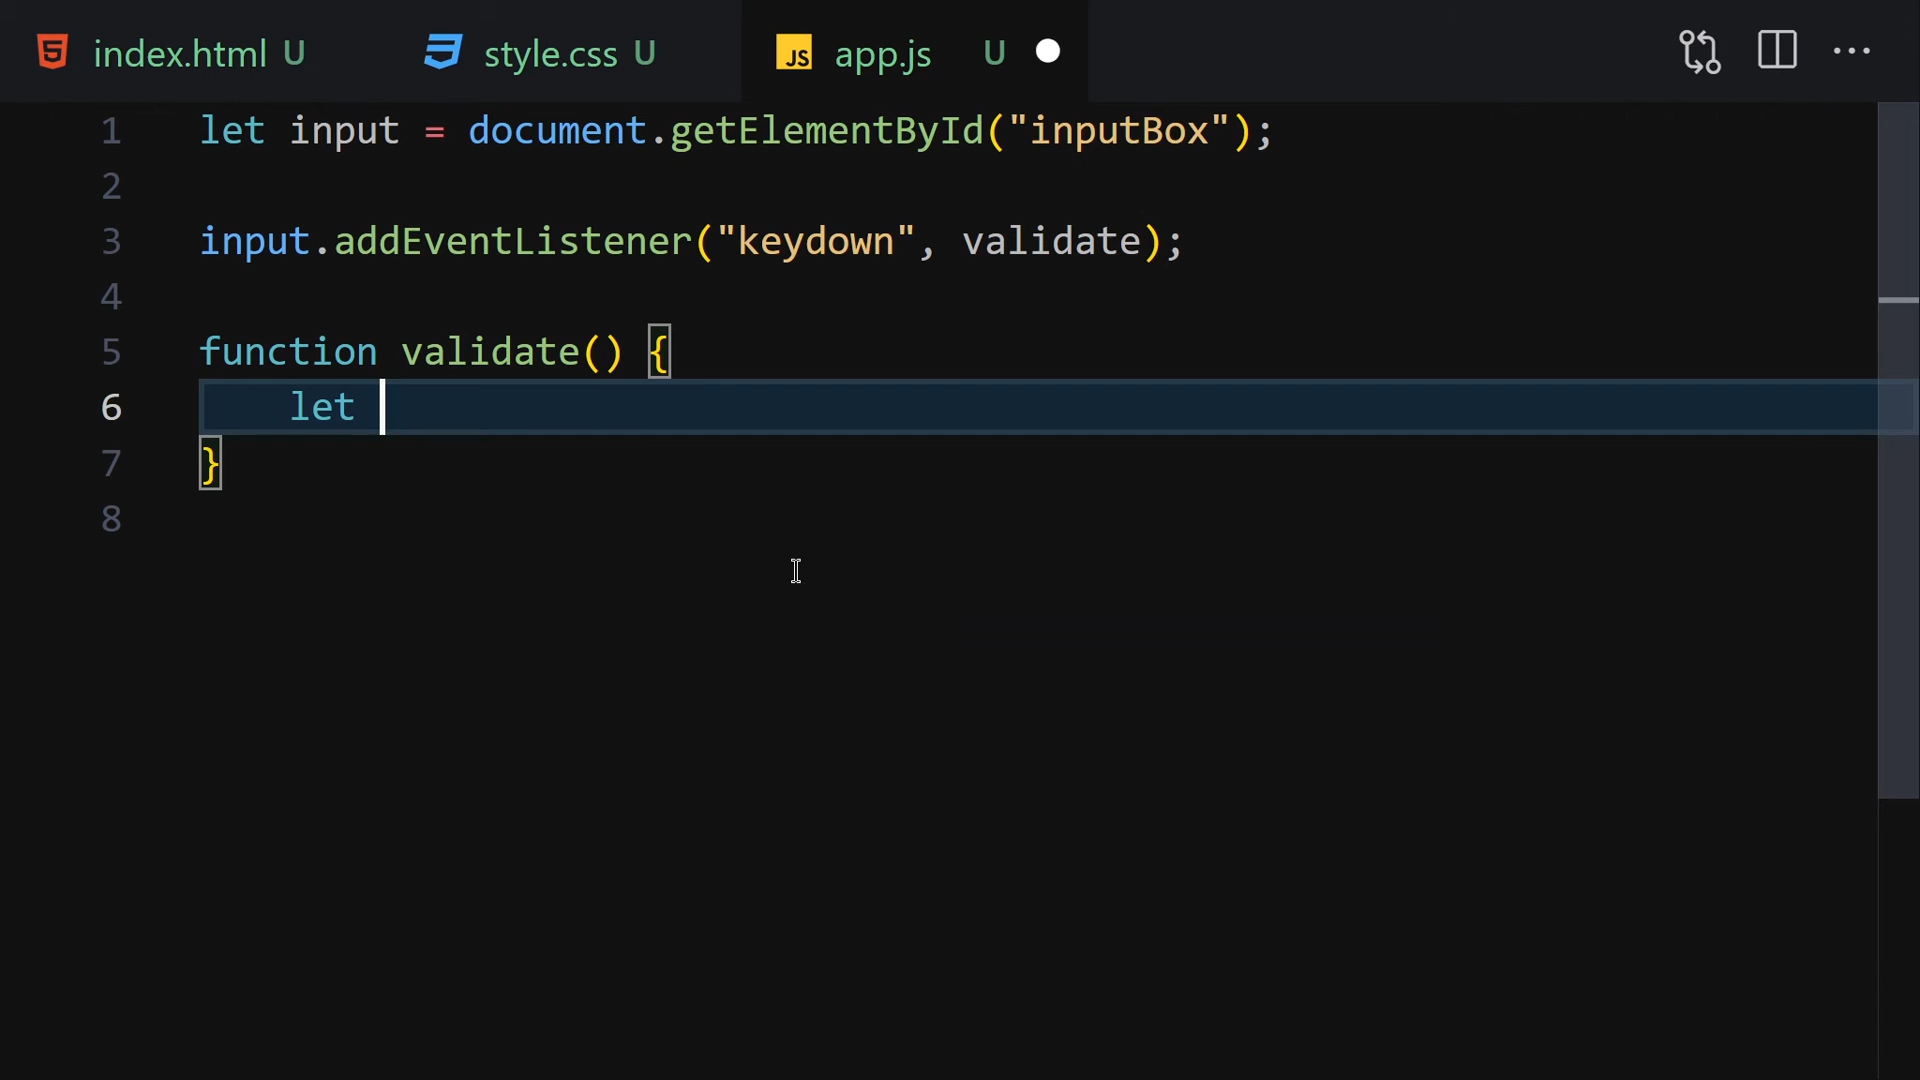 index.html U style.css U JS app.js U
1 let input = document.getElementById("inputBox");
2
3 input.addEventListener("keydown", validate);
4
5 function validate() {
6 let
7 }
8